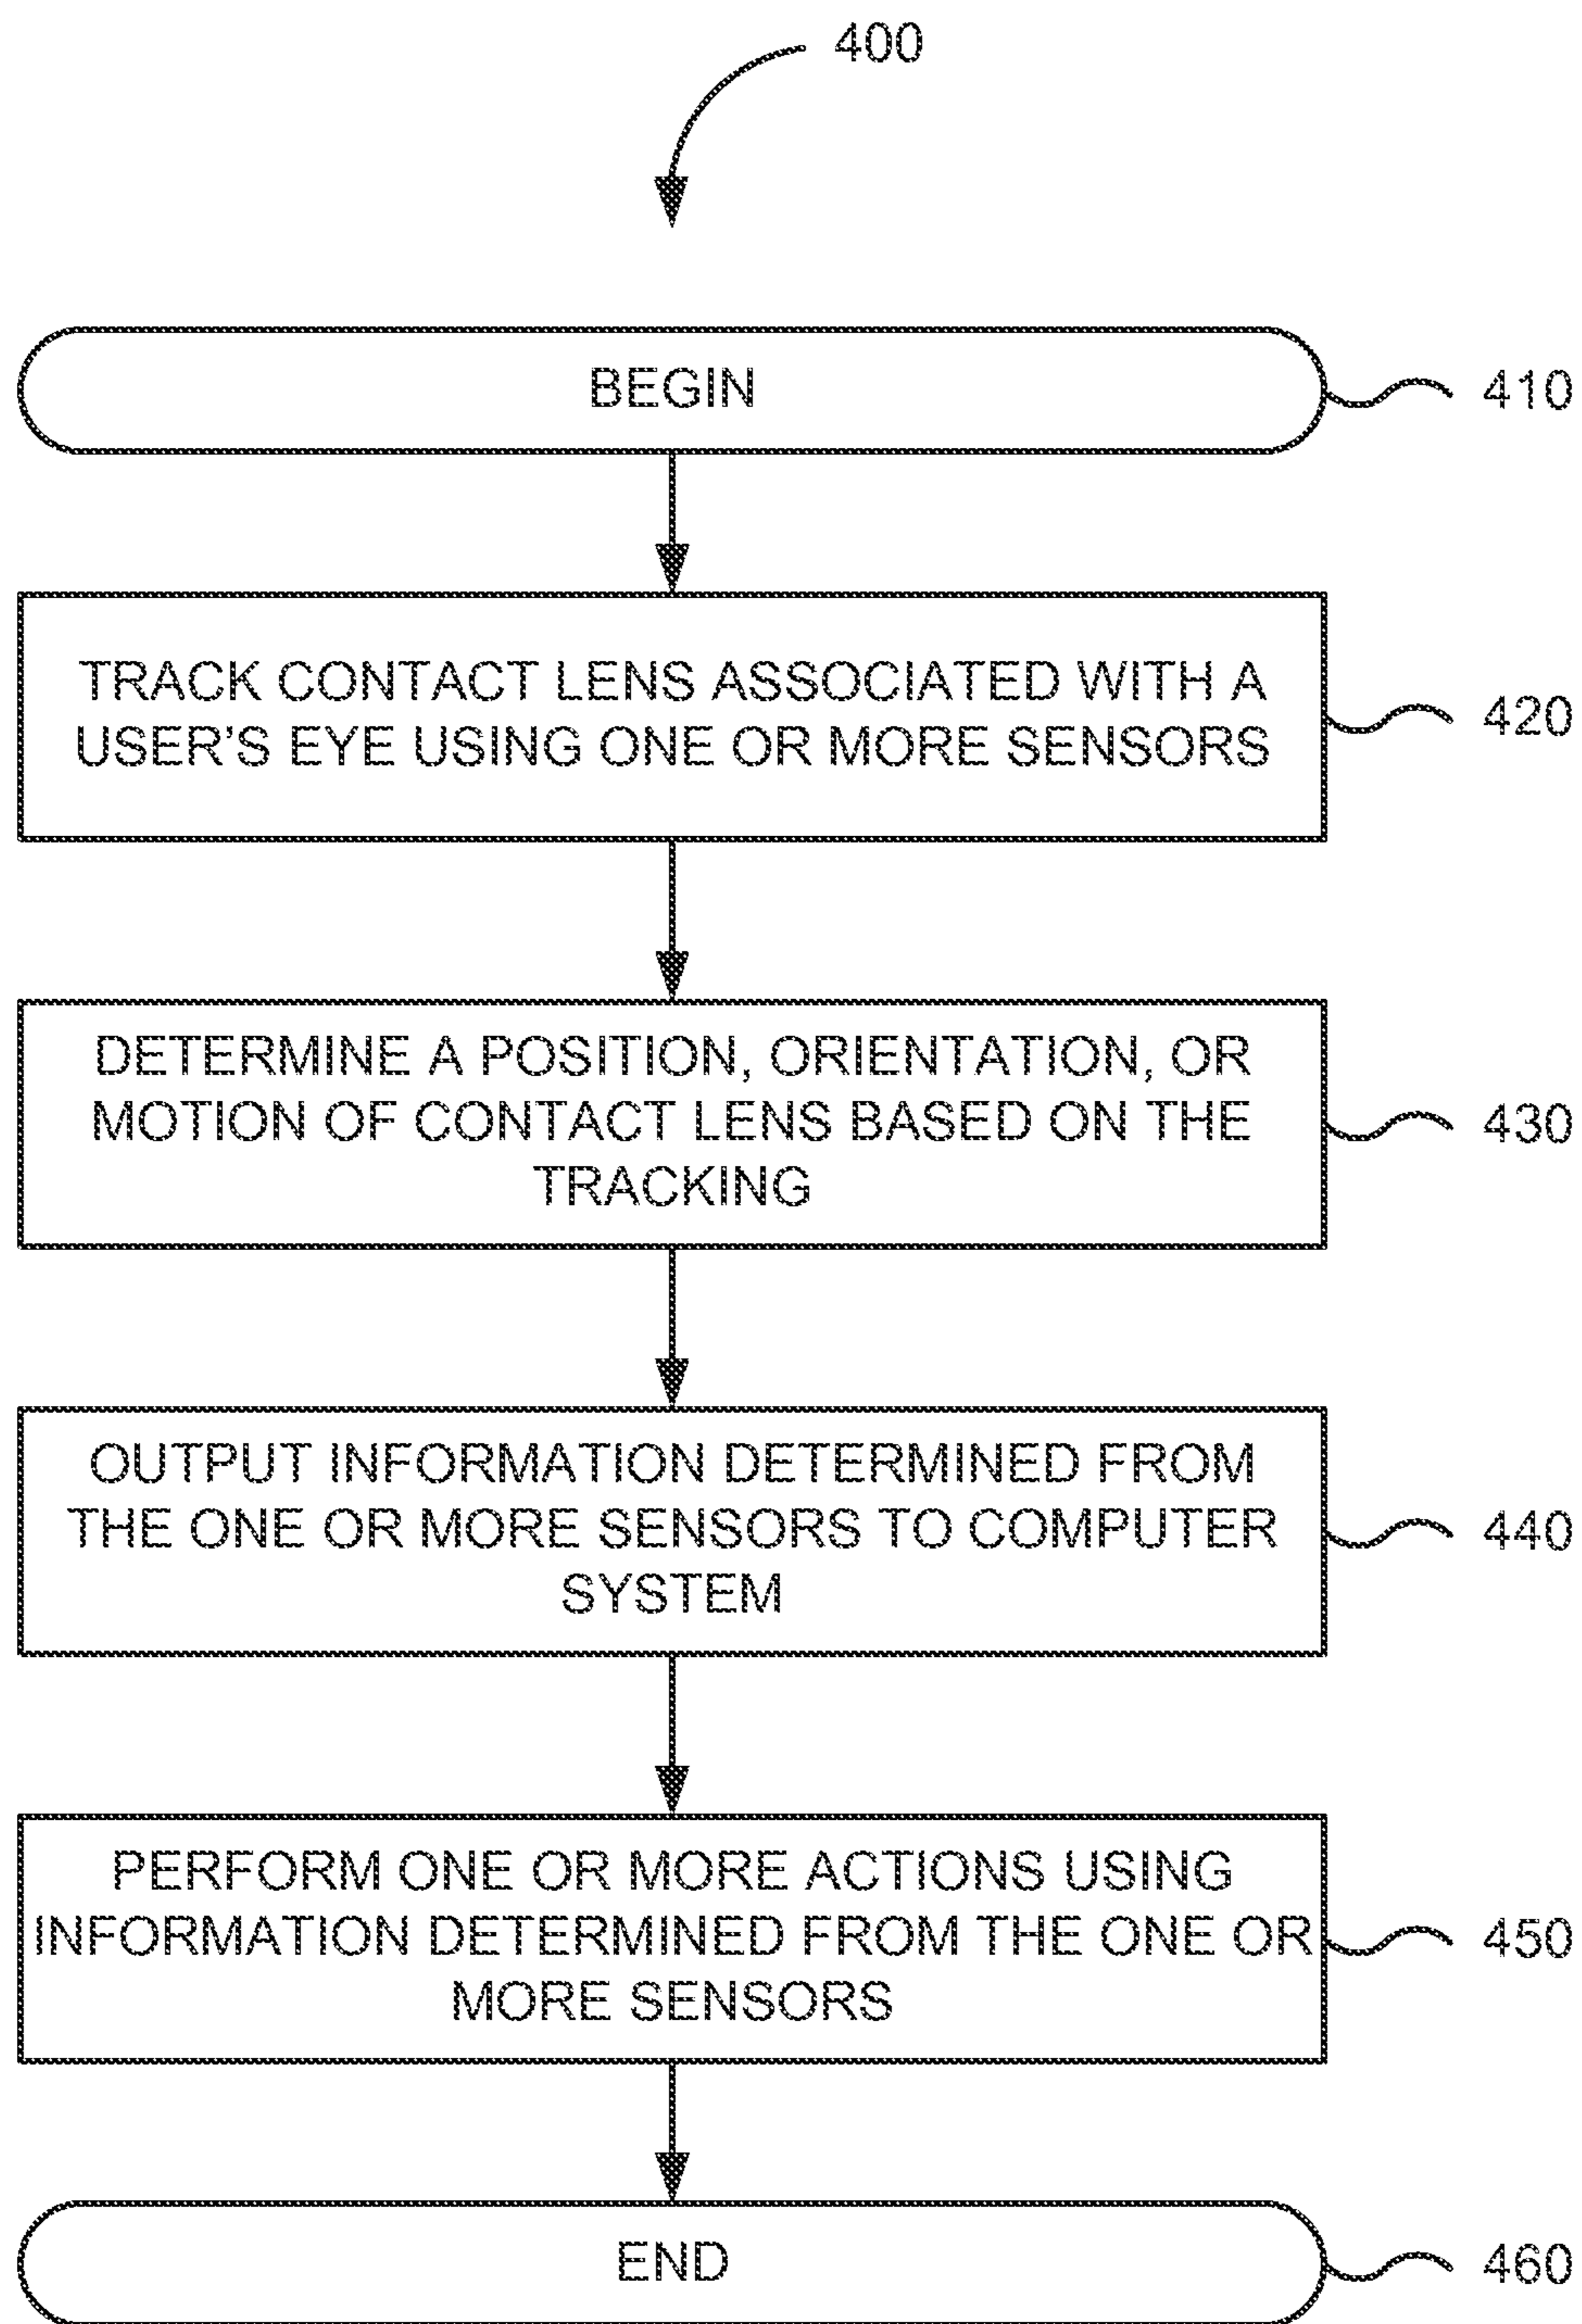 400
BEGIN
410
TRACK CONTACT LENS ASSOCIATED WITH A
USER'S EYE USING ONE OR MORE SENSORS
420
DETERMINE A POSITION, ORIENTATION, OR
MOTION OF CONTACT LENS BASED ON THE
TRACKING
430
OUTPUT INFORMATION DETERMINED FROM
THE ONE OR MORE SENSORS TO COMPUTER
SYSTEM
440
PERFORM ONE OR MORE ACTIONS USING
INFORMATION DETERMINED FROM THE ONE OR
MORE SENSORS
450
END
460